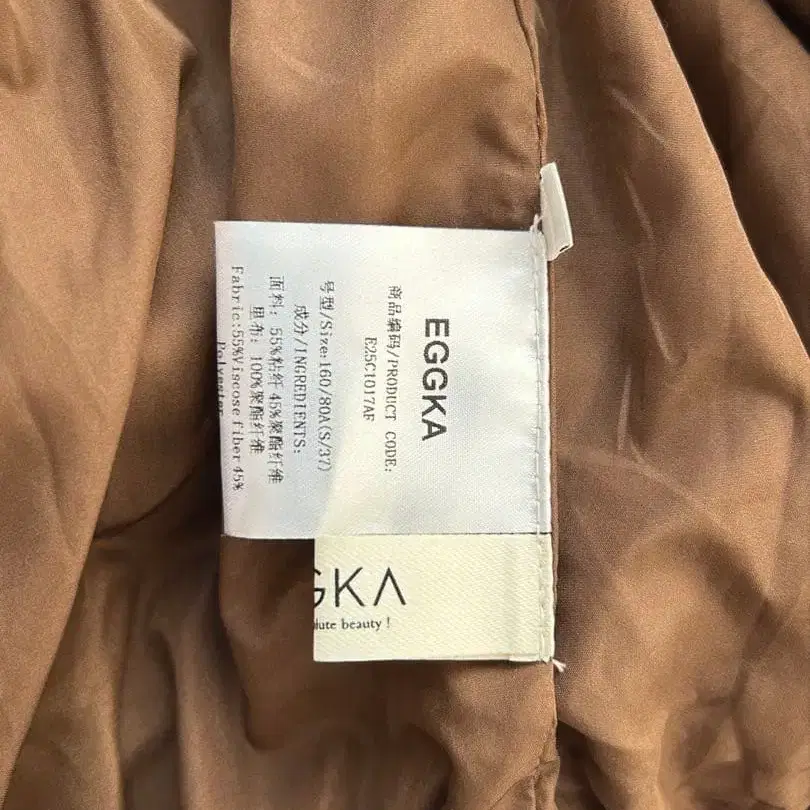 EGGKA
商品编码/PRODUCT CODE:
E25C1017AF
号型/Size:160/80A(S/37)
成分/INGREDIENTS:
面料: 55%粘纤 45%聚酯纤维
里布: 100%聚酯纤维
Fabric:55%Viscose fiber 45%
Polyester
GKA
lute beauty !